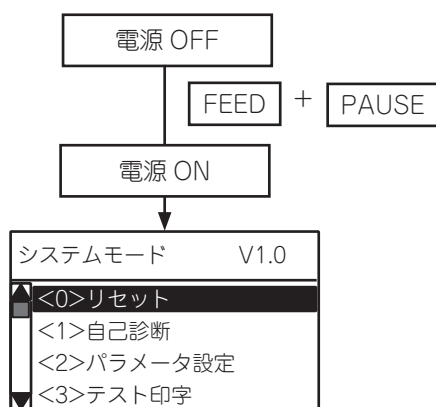 電源 OFF
FEED + PAUSE
電源 ON
システムモード V1.0
<0>リセット
<1>自己診断
<2>パラメータ設定
<3>テスト印字